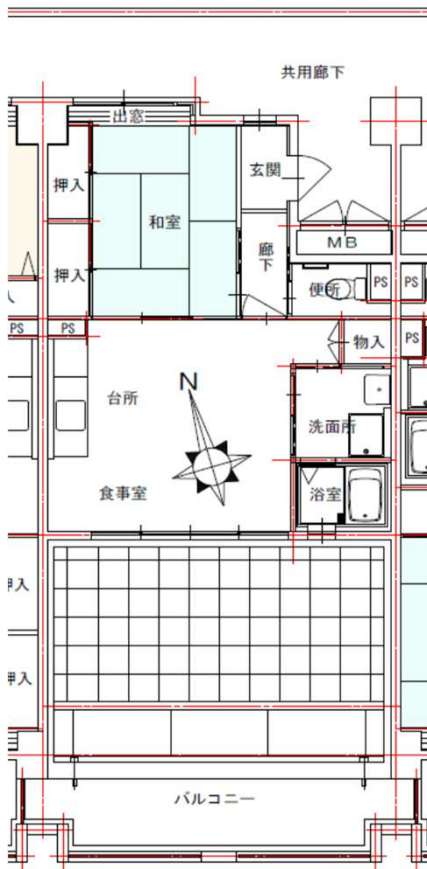 共用廊下
出窓
押入
和室
玄関
押入
廊下
MB
便所
PS
PS
入
PS
PS
物入
PS
台所
N
洗面所
食事室
浴室
押入
押入
バルコニー